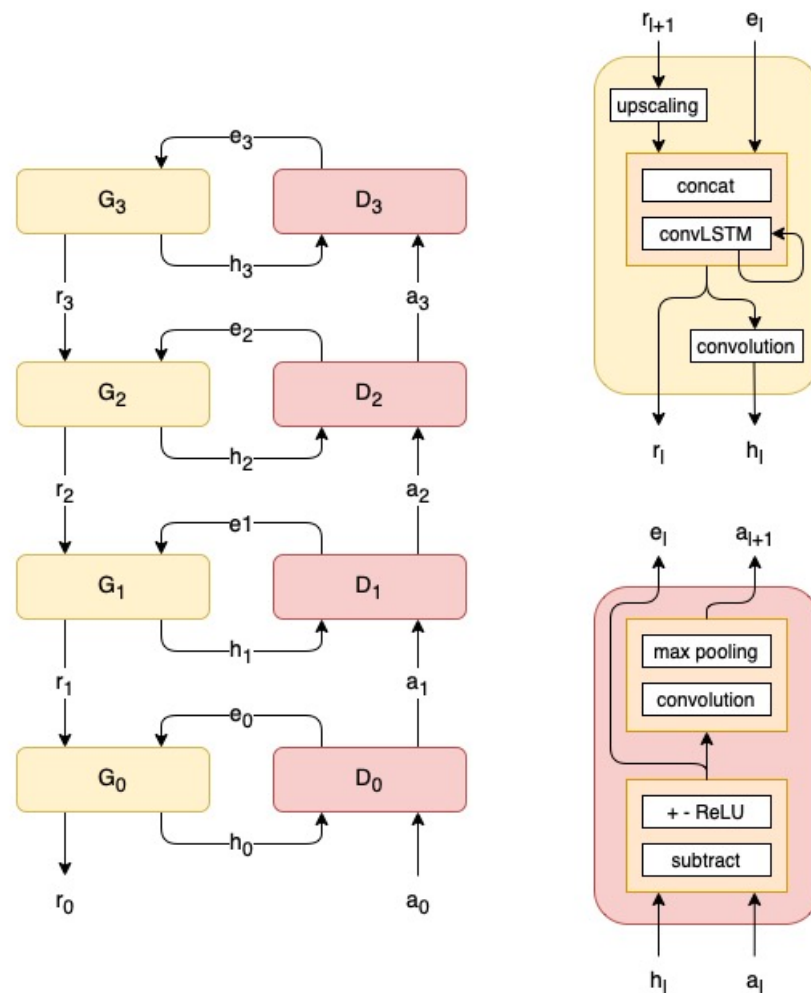 e₃
G₃ D₃
h₃
r₃ a₃
e₂
G₂ D₂
h₂
r₂ a₂
e1
G₁ D₁
h₁
r₁ a₁
e₀
G₀ D₀
h₀
r₀ a₀
rₗ₊₁ eₗ
upscaling
concat
convLSTM
convolution
rₗ hₗ
eₗ aₗ₊₁
max pooling
convolution
+ - ReLU
subtract
hₗ aₗ